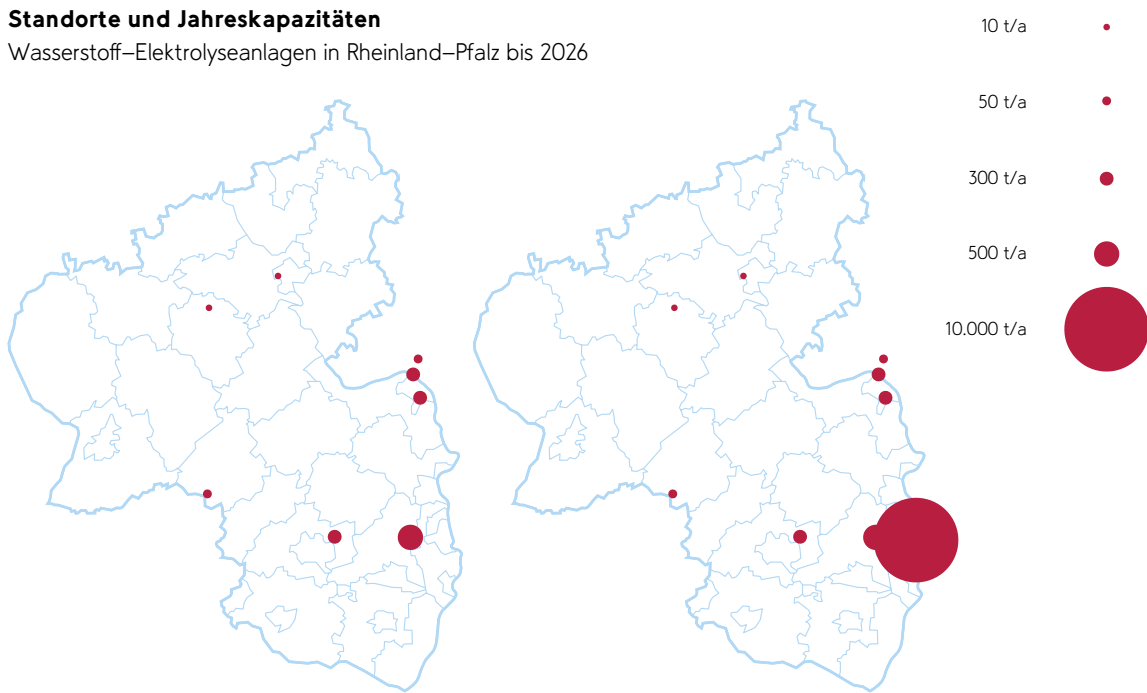 Standorte und Jahreskapazitäten
Wasserstoff–Elektrolyseanlagen in Rheinland–Pfalz bis 2026
10 t/a
50 t/a
300 t/a
500 t/a
10.000 t/a